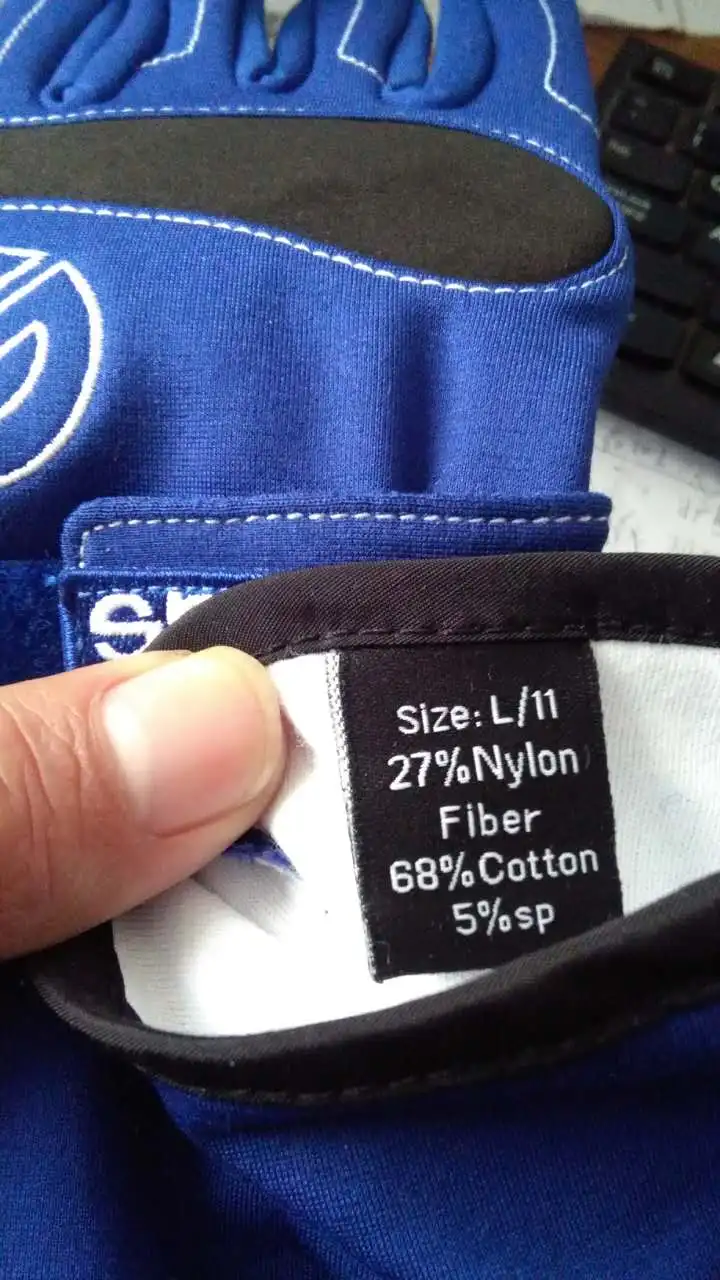 Size: L/11
27%Nylon
Fiber
68%Cotton
5%sp